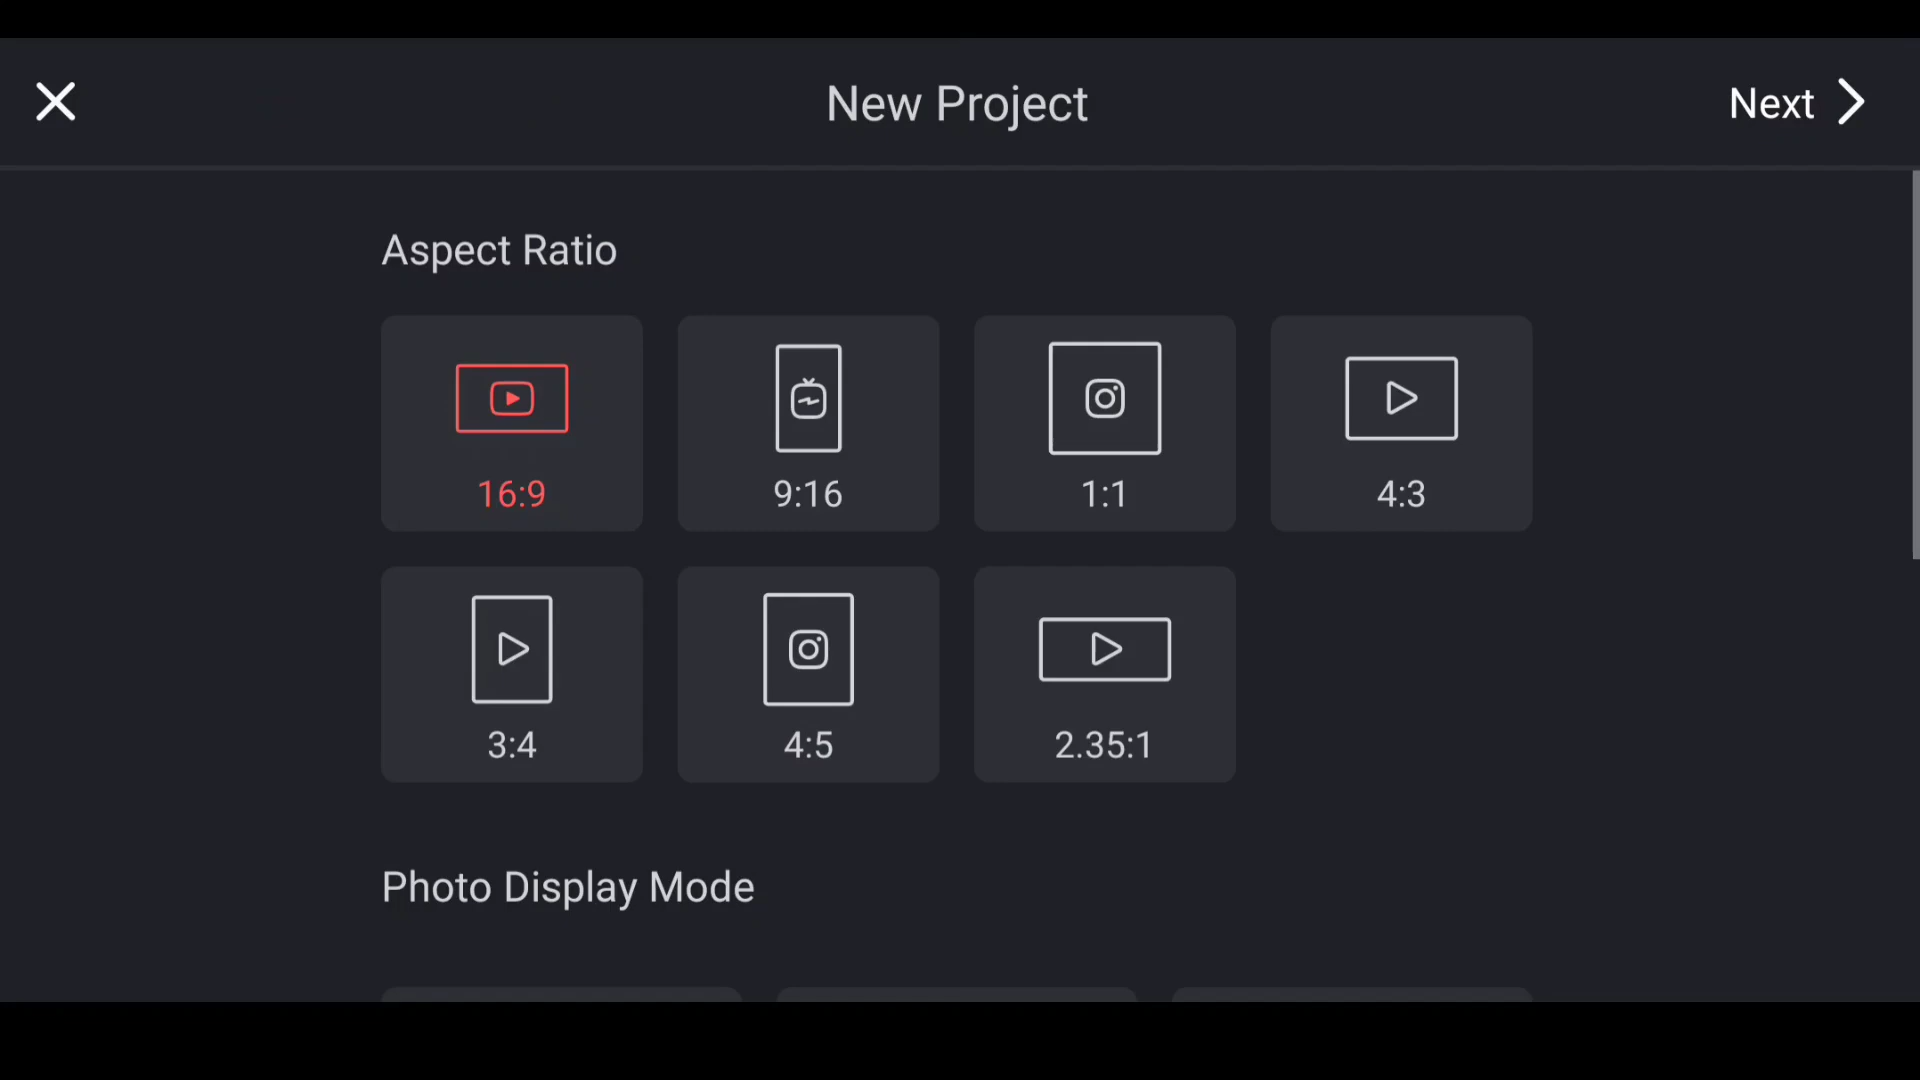 New Project
Next
Aspect Ratio
16:9
9:16
1:1
4:3
3:4
4:5
2.35:1
Photo Display Mode